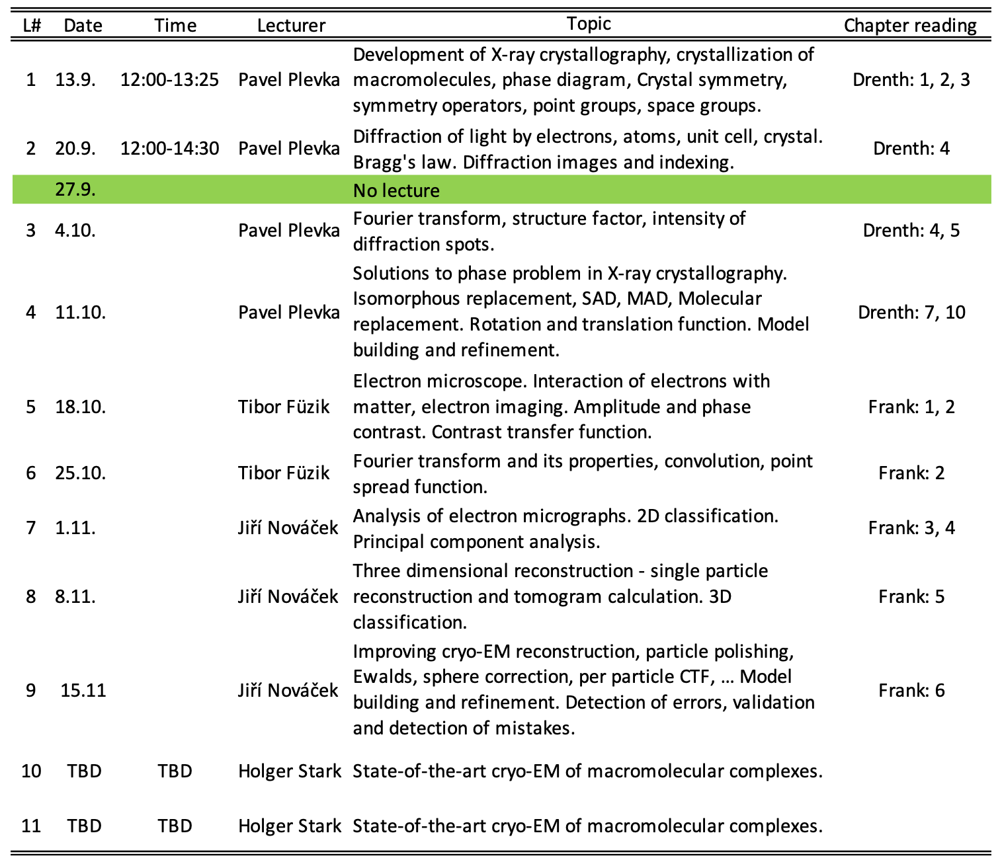 L# Date Time Lecturer Topic Chapter reading
Development of X-ray crystallography, crystallization of
1 13.9. 12:00-13:25 Pavel Plevka macromolecules, phase diagram, Crystal symmetry, Drenth: 1, 2, 3
symmetry operators, point groups, space groups.
Diffraction of light by electrons, atoms, unit cell, crystal.
2 20.9. 12:00-14:30 Pavel Plevka Drenth: 4
Bragg's law. Diffraction images and indexing.
27.9. No lecture
Fourier transform, structure factor, intensity of
3 4.10. Pavel Plevka Drenth: 4, 5
diffraction spots.
Solutions to phase problem in X-ray crystallography.
Isomorphous replacement, SAD, MAD, Molecular
4 11.10. Pavel Plevka Drenth: 7, 10
replacement. Rotation and translation function. Model
building and refinement.
Electron microscope. Interaction of electrons with
5 18.10. Tibor Füzik matter, electron imaging. Amplitude and phase Frank: 1, 2
contrast. Contrast transfer function.
Fourier transform and its properties, convolution, point
6 25.10. Tibor Füzik Frank: 2
spread function.
Analysis of electron micrographs. 2D classification.
7 1.11. Jiří Nováček Frank: 3, 4
Principal component analysis.
Three dimensional reconstruction - single particle
8 8.11. Jiří Nováček reconstruction and tomogram calculation. 3D Frank: 5
classification.
Improving cryo-EM reconstruction, particle polishing,
Ewalds, sphere correction, per particle CTF, ... Model
9 15.11 Jiří Nováček Frank: 6
building and refinement. Detection of errors, validation
and detection of mistakes.
10 TBD TBD Holger Stark State-of-the-art cryo-EM of macromolecular complexes.
11 TBD TBD Holger Stark State-of-the-art cryo-EM of macromolecular complexes.